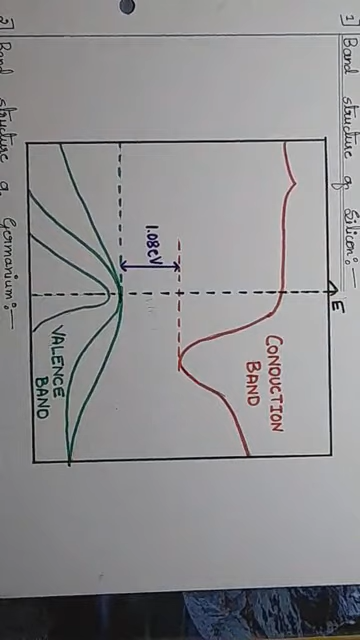 1] Band structure of Silicon:—
E
CONDUCTION
BAND
1.08eV
VALENCE
BAND
2] Band structure of Germanium:—